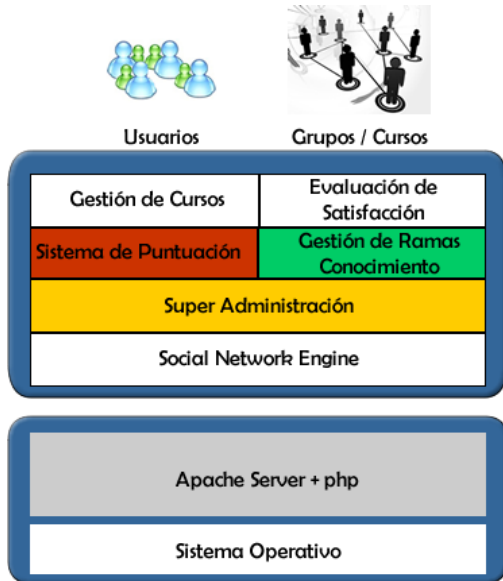 Usuarios
Grupos / Cursos
Gestión de Cursos
Evaluación de
Satisfacción
Sistema de Puntuación
Gestión de Ramas
Conocimiento
Super Administración
Social Network Engine
Apache Server + php
Sistema Operativo